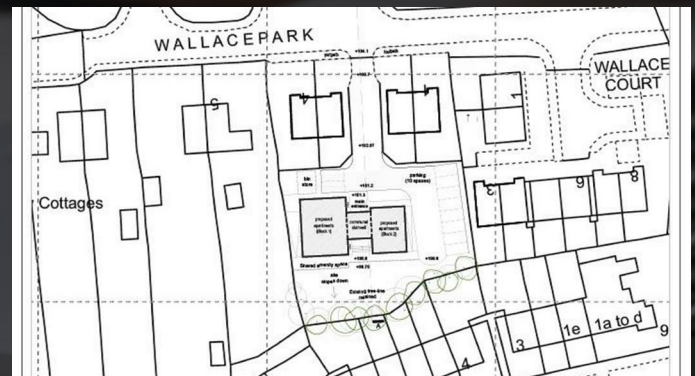 WALLACEPARK
WALLACE
COURT
Cottages
5
4
1
bin
store
parking
(10 spaces)
main
entrance
proposed
apartments
(Block 1)
communal
stairwell
proposed
apartments
(Block 2)
Shared amenity space
site
slopes down
Existing tree line
retained
3
6
8
4
3
1e
1a to d
9